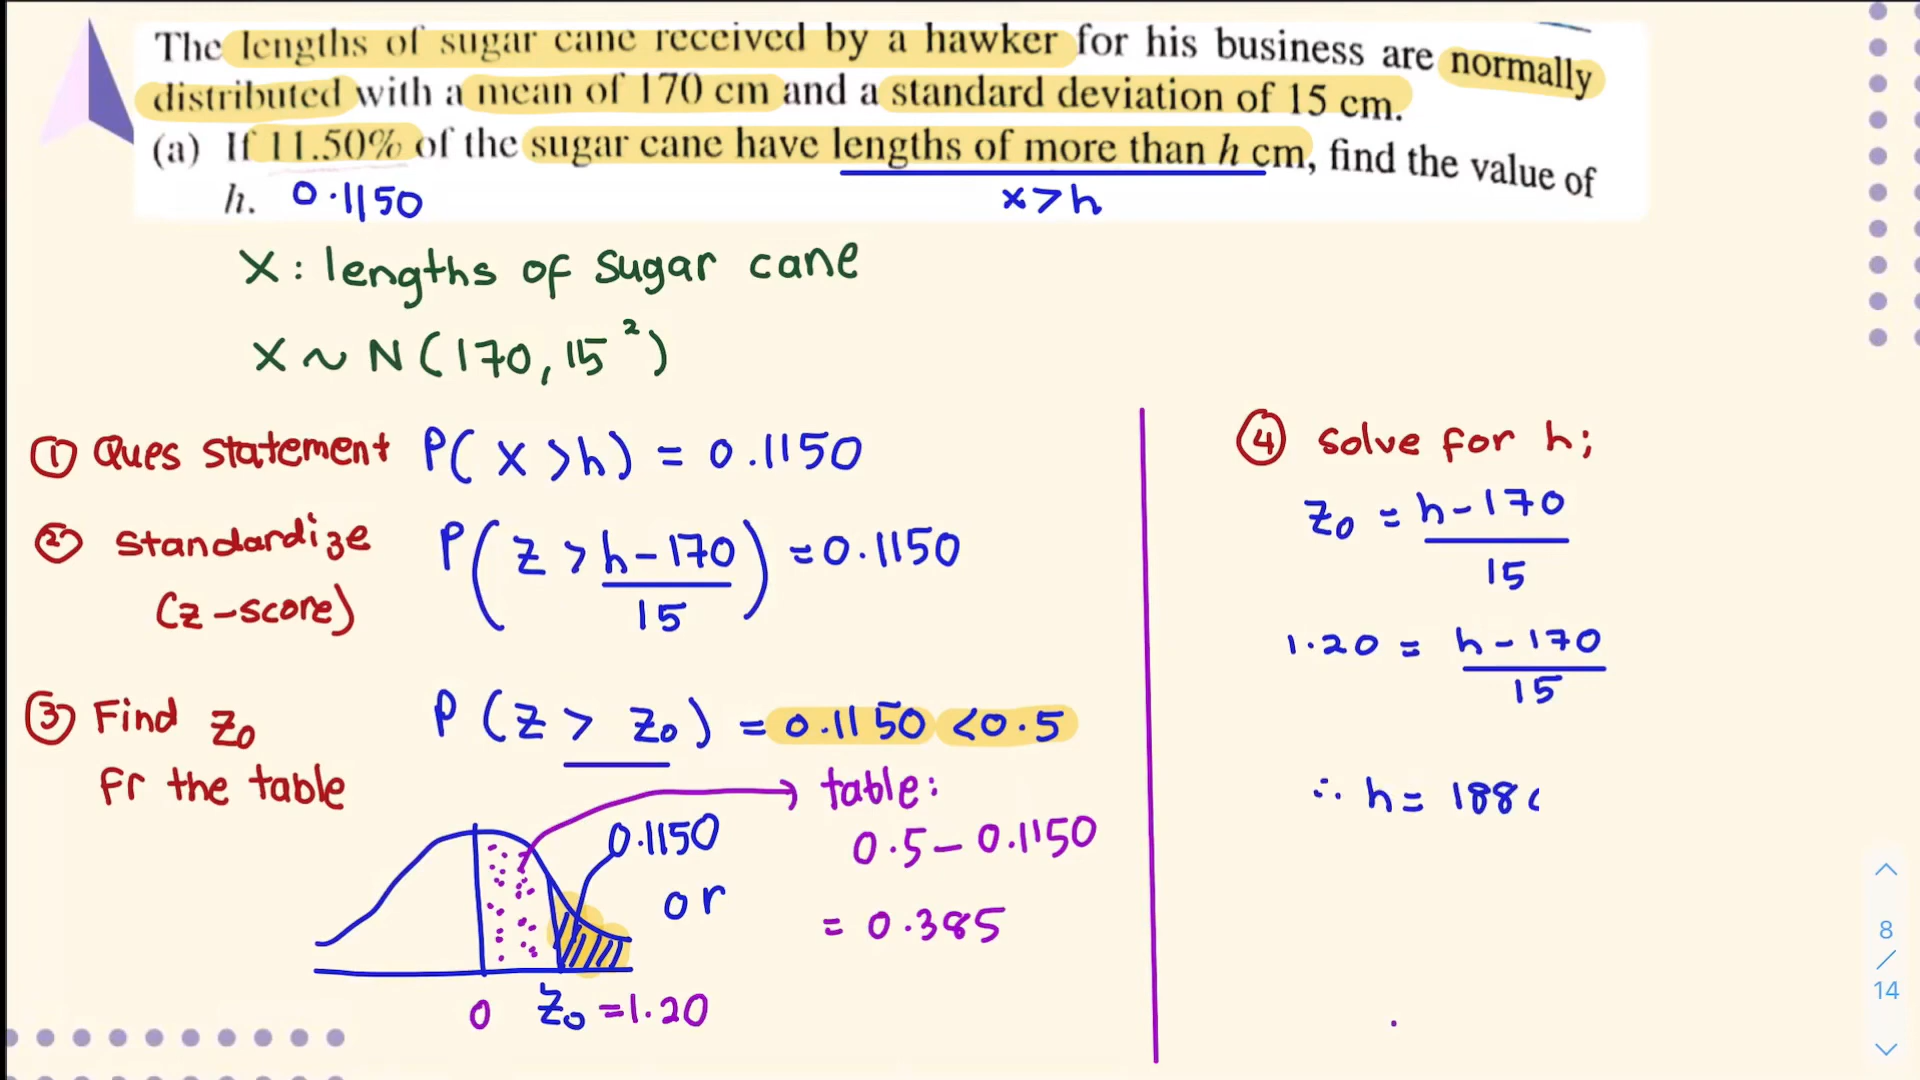 The lengths of sugar cane received by a hawker for his business are normally
distributed with a mean of 170 cm and a standard deviation of 15 cm.
(a) If 11.50% of the sugar cane have lengths of more than h cm, find the value of
h. 0.1150 x>h
X : lengths of sugar cane
X ~ N(170, 15²)
① Ques statement P(X >h) = 0.1150
② standardize P(Z > h-170/15) = 0.1150
(z-score)
③ Find z₀ P(Z > z₀) = 0.1150 <0.5
Fr the table
table:
0.1150 0.5 - 0.1150
or = 0.385
0 z₀ = 1.20
④ solve for h;
z₀ = h-170/15
1.20 = h-170/15
∴ h = 188
8
/
14